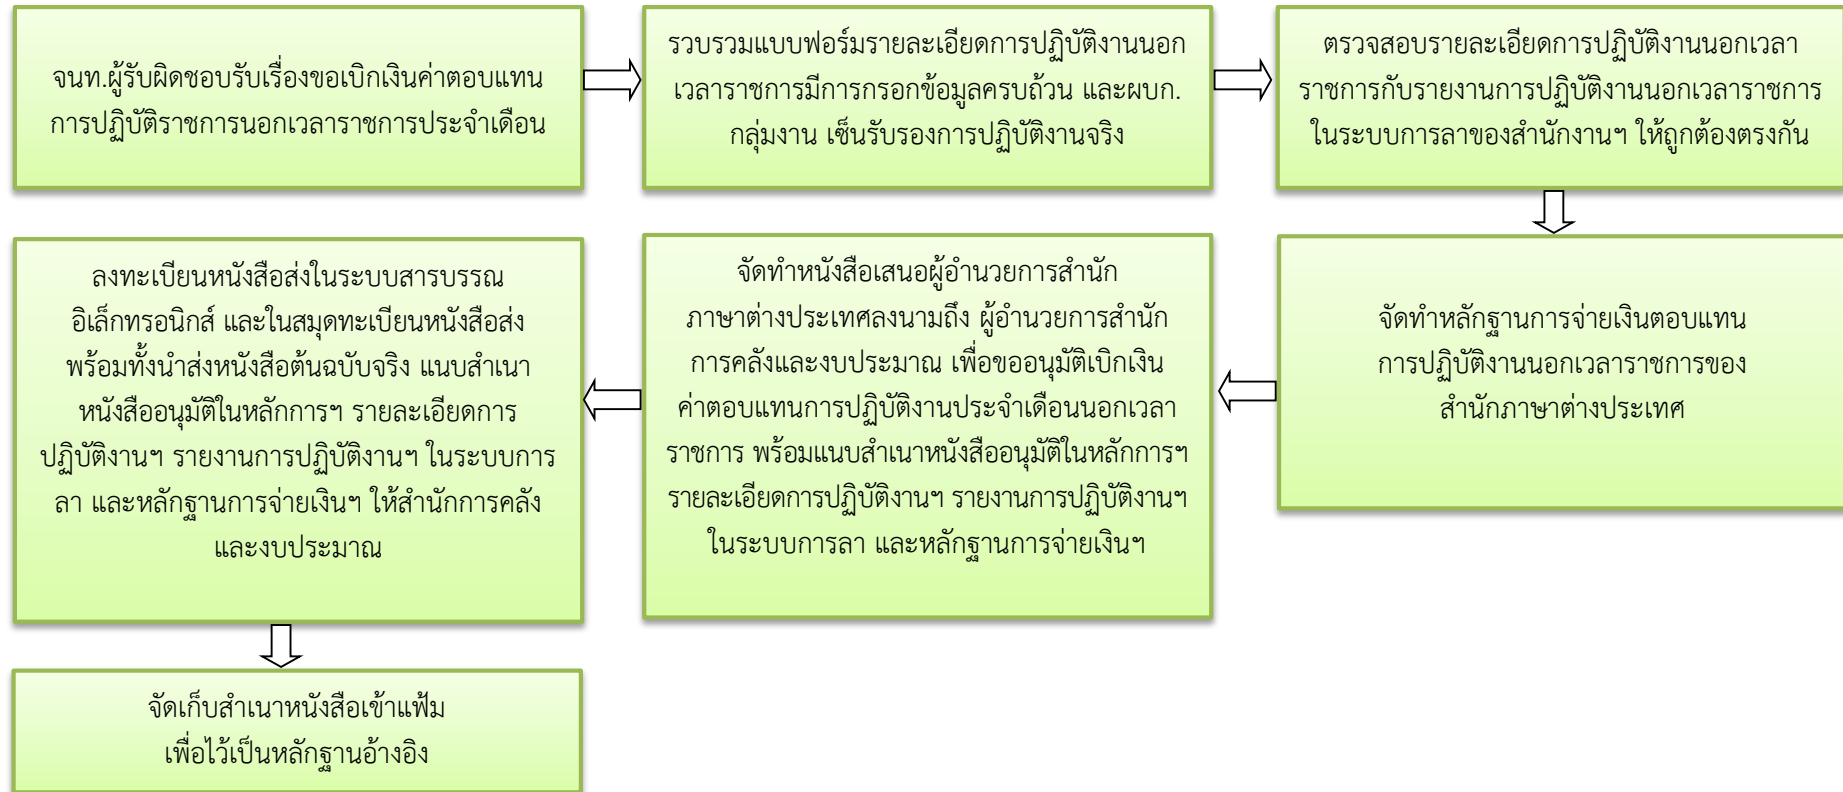 จนท.ผู้รับผิดชอบรับเรื่องขอเบิกเงินค่าตอบแทน
การปฏิบัติราชการนอกเวลาราชการประจำเดือน
รวบรวมแบบฟอร์มรายละเอียดการปฏิบัติงานนอก
เวลาราชการมีการกรอกข้อมูลครบถ้วน และผบก.
กลุ่มงาน เซ็นรับรองการปฏิบัติงานจริง
ตรวจสอบรายละเอียดการปฏิบัติงานนอกเวลา
ราชการกับรายงานการปฏิบัติงานนอกเวลาราชการ
ในระบบการลาของสำนักงานฯ ให้ถูกต้องตรงกัน
จัดทำหลักฐานการจ่ายเงินตอบแทน
การปฏิบัติงานนอกเวลาราชการของ
สำนักภาษาต่างประเทศ
จัดทำหนังสือเสนอผู้อำนวยการสำนัก
ภาษาต่างประเทศลงนามถึง ผู้อำนวยการสำนัก
การคลังและงบประมาณ เพื่อขออนุมัติเบิกเงิน
ค่าตอบแทนการปฏิบัติงานประจำเดือนนอกเวลา
ราชการ พร้อมแนบสำเนาหนังสืออนุมัติในหลักการฯ
รายละเอียดการปฏิบัติงานฯ รายงานการปฏิบัติงานฯ
ในระบบการลา และหลักฐานการจ่ายเงินฯ
ลงทะเบียนหนังสือส่งในระบบสารบรรณ
อิเล็กทรอนิกส์ และในสมุดทะเบียนหนังสือส่ง
พร้อมทั้งนำส่งหนังสือต้นฉบับจริง แนบสำเนา
หนังสืออนุมัติในหลักการฯ รายละเอียดการ
ปฏิบัติงานฯ รายงานการปฏิบัติงานฯ ในระบบการ
ลา และหลักฐานการจ่ายเงินฯ ให้สำนักการคลัง
และงบประมาณ
จัดเก็บสำเนาหนังสือเข้าแฟ้ม
เพื่อไว้เป็นหลักฐานอ้างอิง